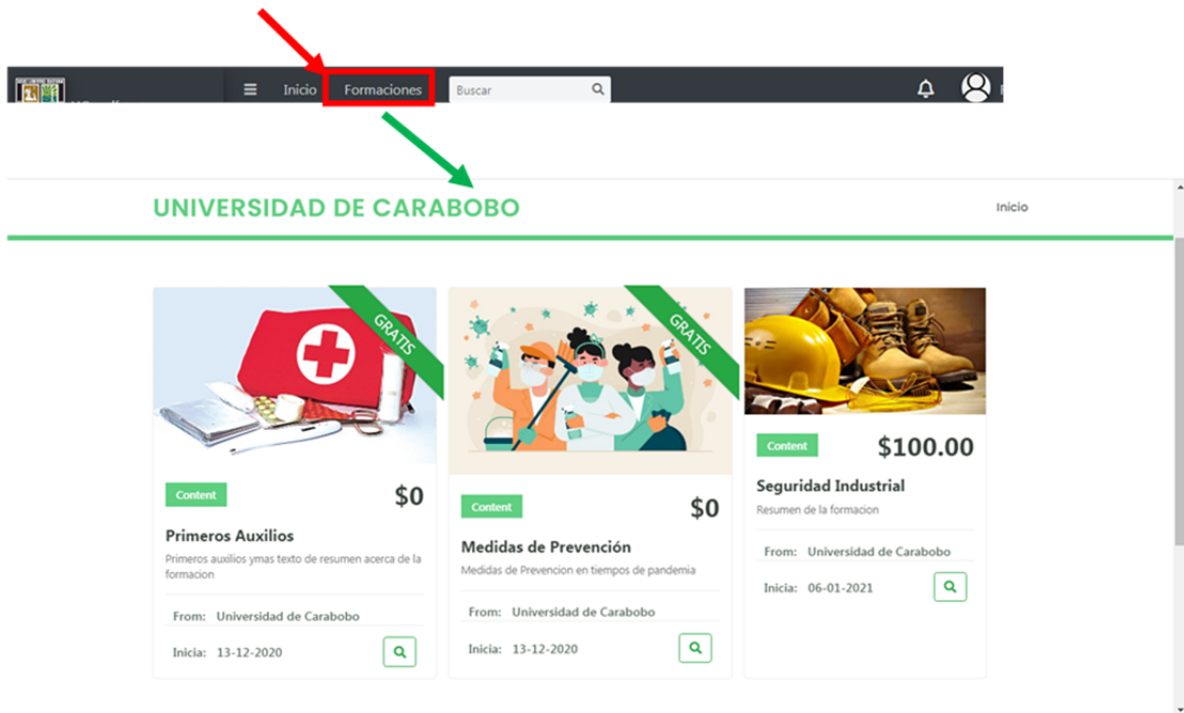 Inicio Formaciones Buscar
UNIVERSIDAD DE CARABOBO
Inicio
GRATIS
Content $0
Primeros Auxilios
Primeros auxilios ymas texto de resumen acerca de la
formacion
From: Universidad de Carabobo
Inicia: 13-12-2020
GRATIS
Content $0
Medidas de Prevención
Medidas de Prevencion en tiempos de pandemia
From: Universidad de Carabobo
Inicia: 13-12-2020
Content $100.00
Seguridad Industrial
Resumen de la formacion
From: Universidad de Carabobo
Inicia: 06-01-2021